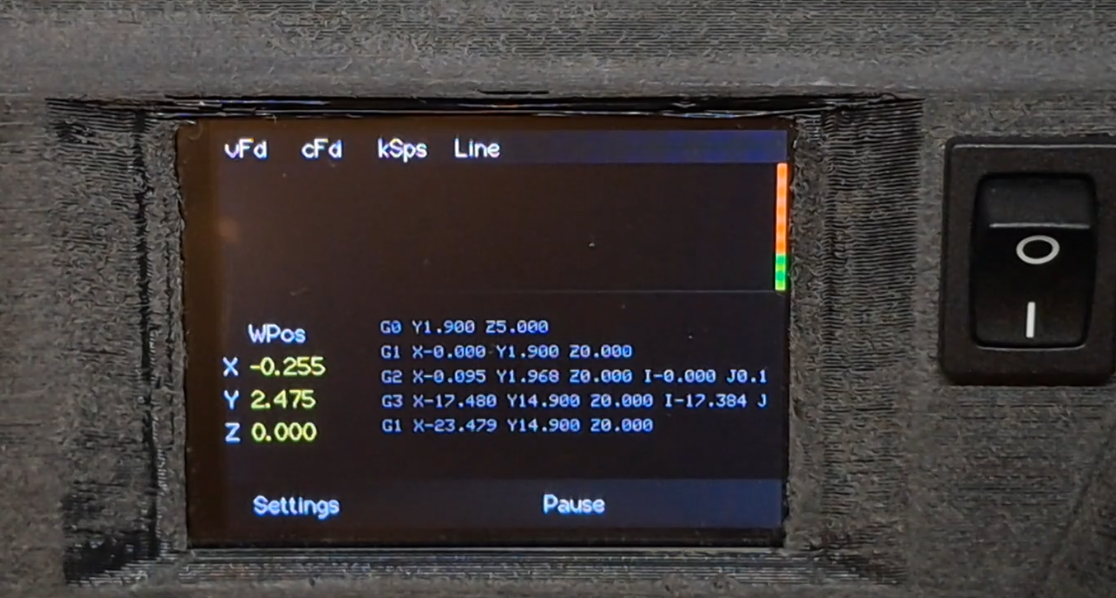 vFd cFd kSps Line
WPos
X -0.255
Y 2.475
Z 0.000
G0 Y1.900 Z5.000
G1 X-0.000 Y1.900 Z0.000
G2 X-0.095 Y1.968 Z0.000 I-0.000 J0.1
G3 X-17.480 Y14.900 Z0.000 I-17.384 J
G1 X-23.479 Y14.900 Z0.000
Settings Pause
O
I